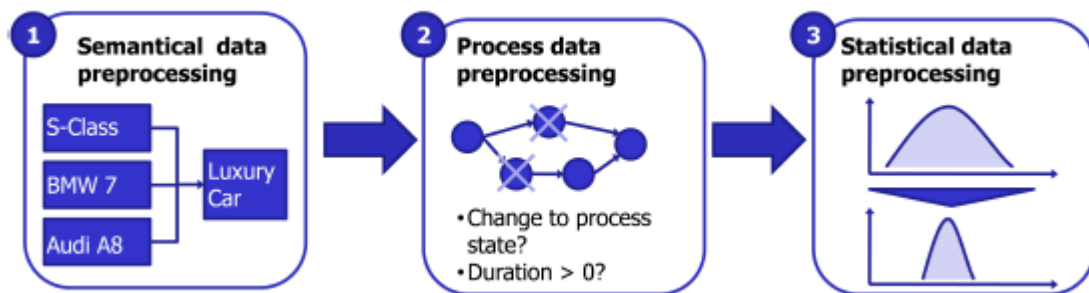 1
Semantical data
preprocessing
S-Class
BMW 7
Audi A8
Luxury
Car
2
Process data
preprocessing
•Change to process
state?
•Duration > 0?
3
Statistical data
preprocessing